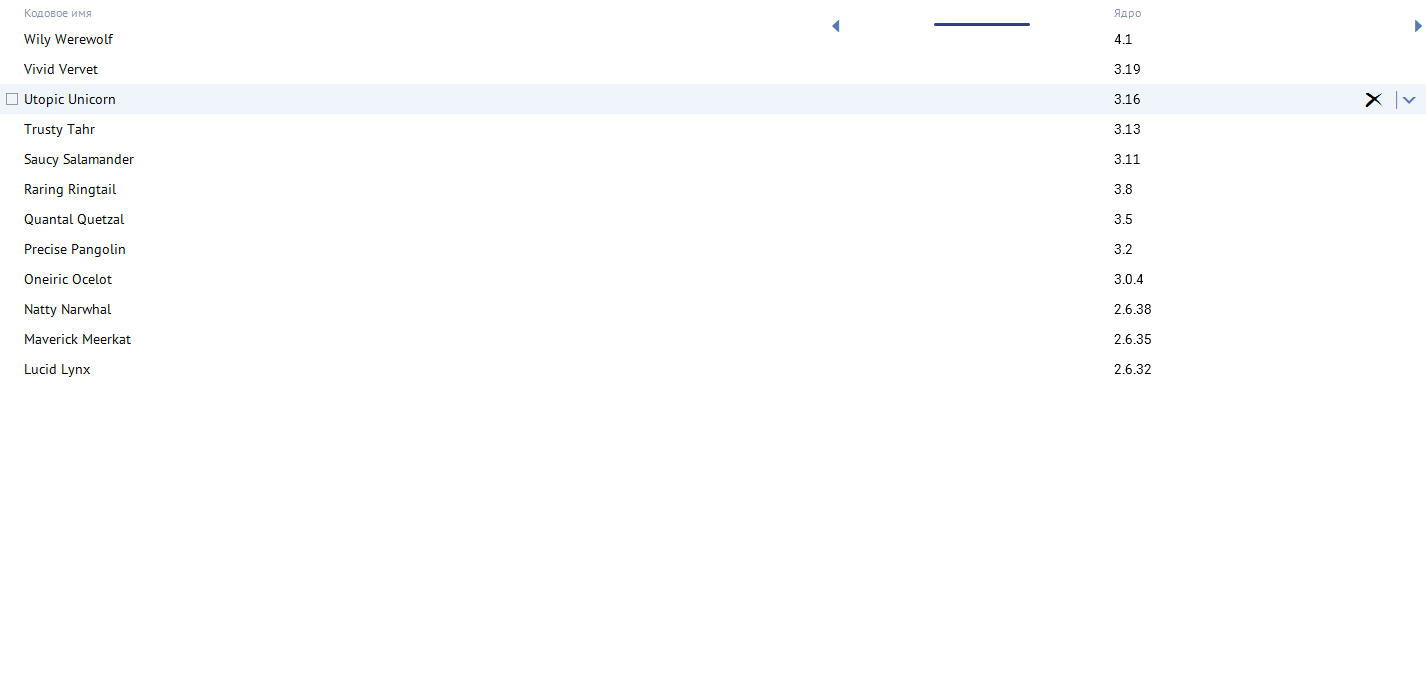 Кодовое имя Ядро
Wily Werewolf 4.1
Vivid Vervet 3.19
Utopic Unicorn 3.16
Trusty Tahr 3.13
Saucy Salamander 3.11
Raring Ringtail 3.8
Quantal Quetzal 3.5
Precise Pangolin 3.2
Oneiric Ocelot 3.0.4
Natty Narwhal 2.6.38
Maverick Meerkat 2.6.35
Lucid Lynx 2.6.32